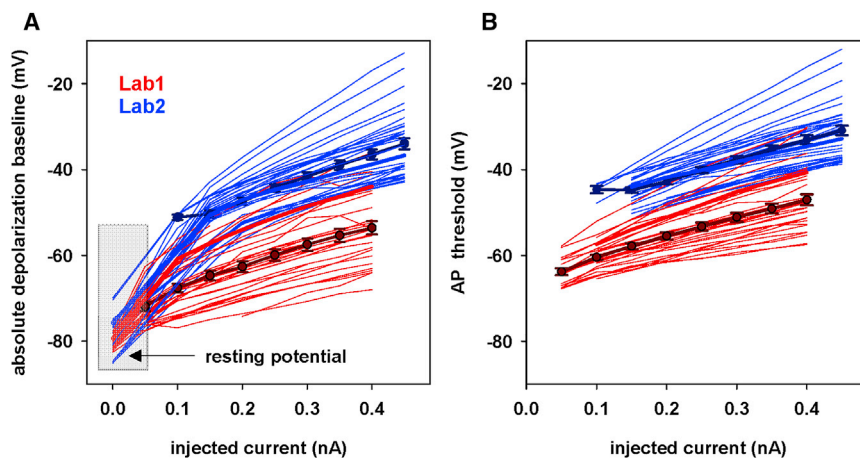 A
absolute depolarization baseline (mV)
-20
-40
-60
-80
Lab1
Lab2
resting potential
0.0 0.1 0.2 0.3 0.4
injected current (nA)
B
AP threshold (mV)
-20
-40
-60
-80
0.0 0.1 0.2 0.3 0.4
injected current (nA)